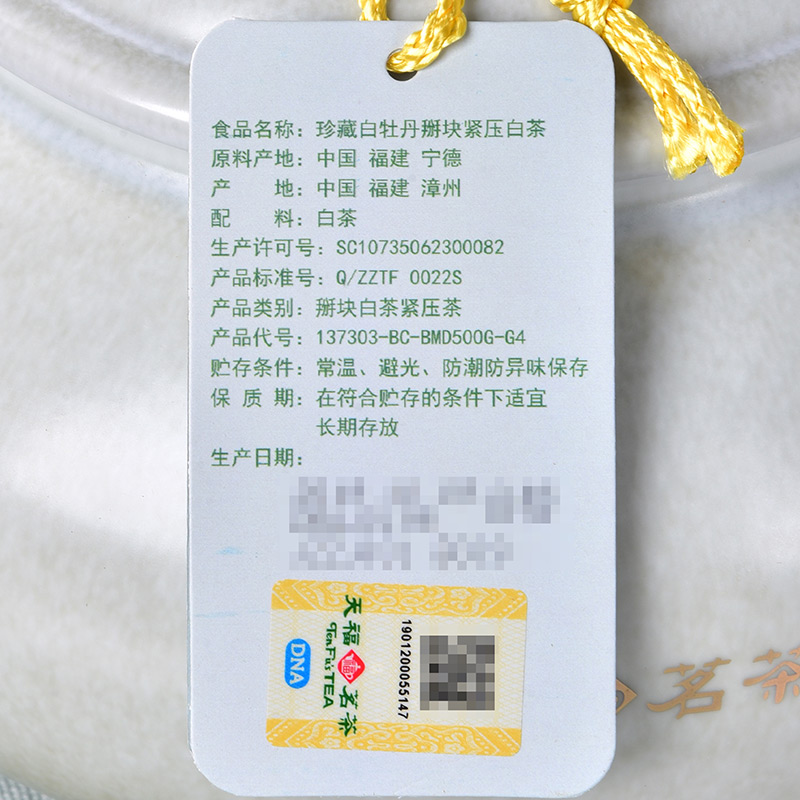 食品名称：珍藏白牡丹掰块紧压白茶
原料产地：中国 福建 宁德
产　　地：中国 福建 漳州
配　　料：白茶
生产许可号：SC10735062300082
产品标准号：Q/ZZTF 0022S
产品类别：掰块白茶紧压茶
产品代号：137303-BC-BMD500G-G4
贮存条件：常温、避光、防潮防异味保存
保 质 期：在符合贮存的条件下适宜
长期存放
生产日期：
天福茗茶
TenFu's TEA
DNA
1901200055147
茗茶